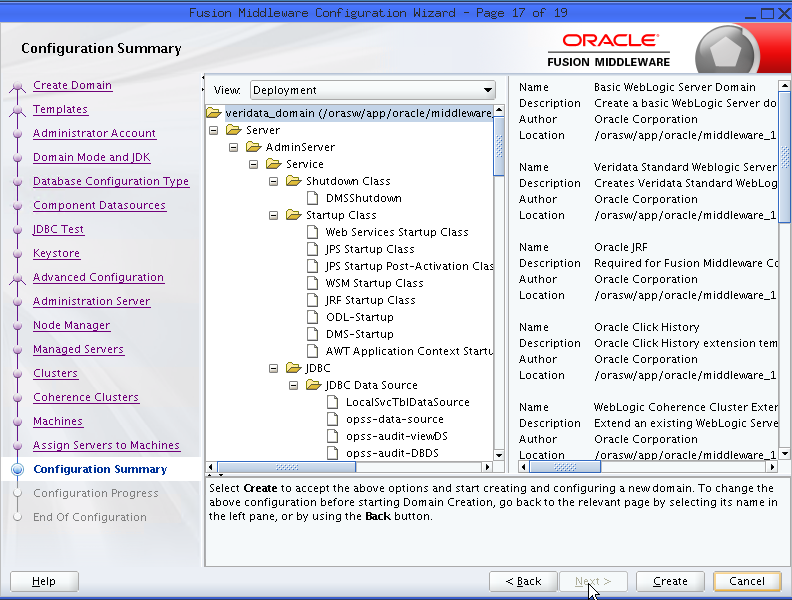 Fusion Middleware Configuration Wizard - Page 17 of 19
Configuration Summary
ORACLE
FUSION MIDDLEWARE
Create Domain
Templates
Administrator Account
Domain Mode and JDK
Database Configuration Type
Component Datasources
JDBC Test
Keystore
Advanced Configuration
Administration Server
Node Manager
Managed Servers
Clusters
Coherence Clusters
Machines
Assign Servers to Machines
Configuration Summary
Configuration Progress
End Of Configuration
View: Deployment
veridata_domain (/orasw/app/oracle/middleware_
Server
AdminServer
Service
Shutdown Class
DMSShutdown
Startup Class
Web Services Startup Class
JPS Startup Class
JPS Startup Post-Activation Clas
WSM Startup Class
JRF Startup Class
ODL-Startup
DMS-Startup
AWT Application Context Startu
JDBC
JDBC Data Source
LocalSvcTblDataSource
opss-data-source
opss-audit-viewDS
opss-audit-DBDS
Name Basic WebLogic Server Domain
Description Create a basic WebLogic Server do
Author Oracle Corporation
Location /orasw/app/oracle/middleware_1
Name Veridata Standard Weblogic Server
Description Creates Veridata Standard WebLog
Author Oracle Corporation
Location /orasw/app/oracle/middleware_1
Name Oracle JRF
Description Required for Fusion Middleware Co
Author Oracle Corporation
Location /orasw/app/oracle/middleware_1
Name Oracle Click History
Description Oracle Click History extension tem
Author Oracle Corporation
Location /orasw/app/oracle/middleware_1
Name WebLogic Coherence Cluster Exter
Description Extend an existing WebLogic Serve
Author Oracle Corporation
Location /orasw/app/oracle/middleware_1
Select Create to accept the above options and start creating and configuring a new domain. To change the
above configuration before starting Domain Creation, go back to the relevant page by selecting its name in
the left pane, or by using the Back button.
Help
< Back
Next >
Create
Cancel